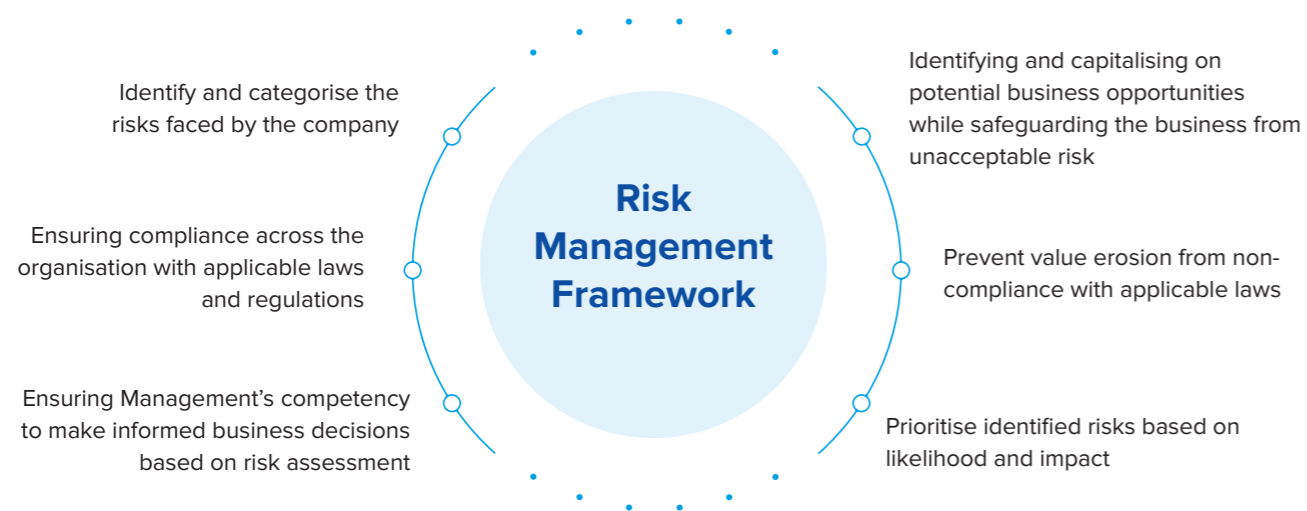 Identify and categorise the
risks faced by the company
Ensuring compliance across the
organisation with applicable laws
and regulations
Ensuring Management’s competency
to make informed business decisions
based on risk assessment
Risk
Management
Framework
Identifying and capitalising on
potential business opportunities
while safeguarding the business from
unacceptable risk
Prevent value erosion from non-
compliance with applicable laws
Prioritise identified risks based on
likelihood and impact